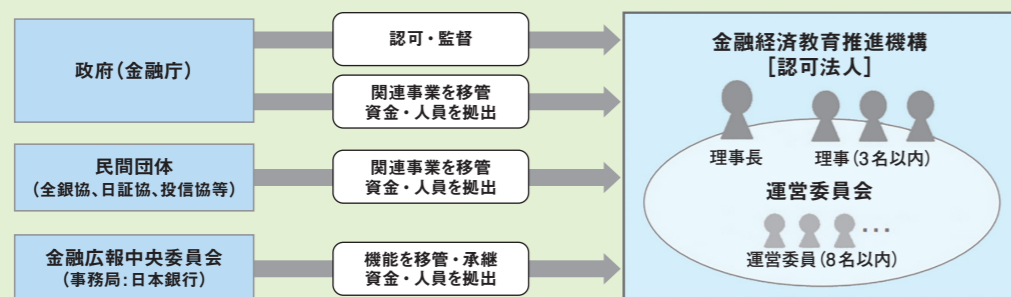 政府(金融庁)
認可・監督
関連事業を移管
資金・人員を拠出
民間団体
(全銀協、日証協、投信協等)
関連事業を移管
資金・人員を拠出
金融広報中央委員会
(事務局:日本銀行)
機能を移管・承継
資金・人員を拠出
金融経済教育推進機構
[認可法人]
理事長
理事(3名以内)
運営委員会
…
運営委員(8名以内)